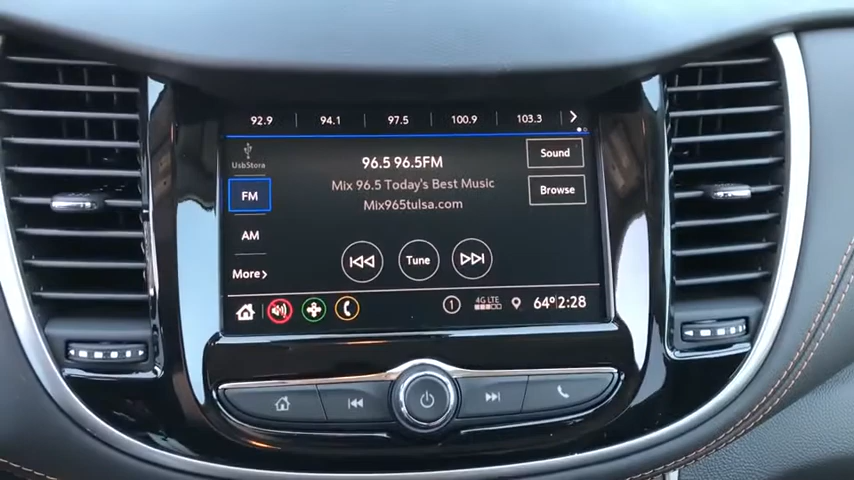 92.9 94.1 97.5 100.9 103.3
UsbStora
FM
AM
More
96.5 96.5FM
Mix 96.5 Today's Best Music
Mix965tulsa.com
Tune
Sound
Browse
1 4G LTE 64° 2:28